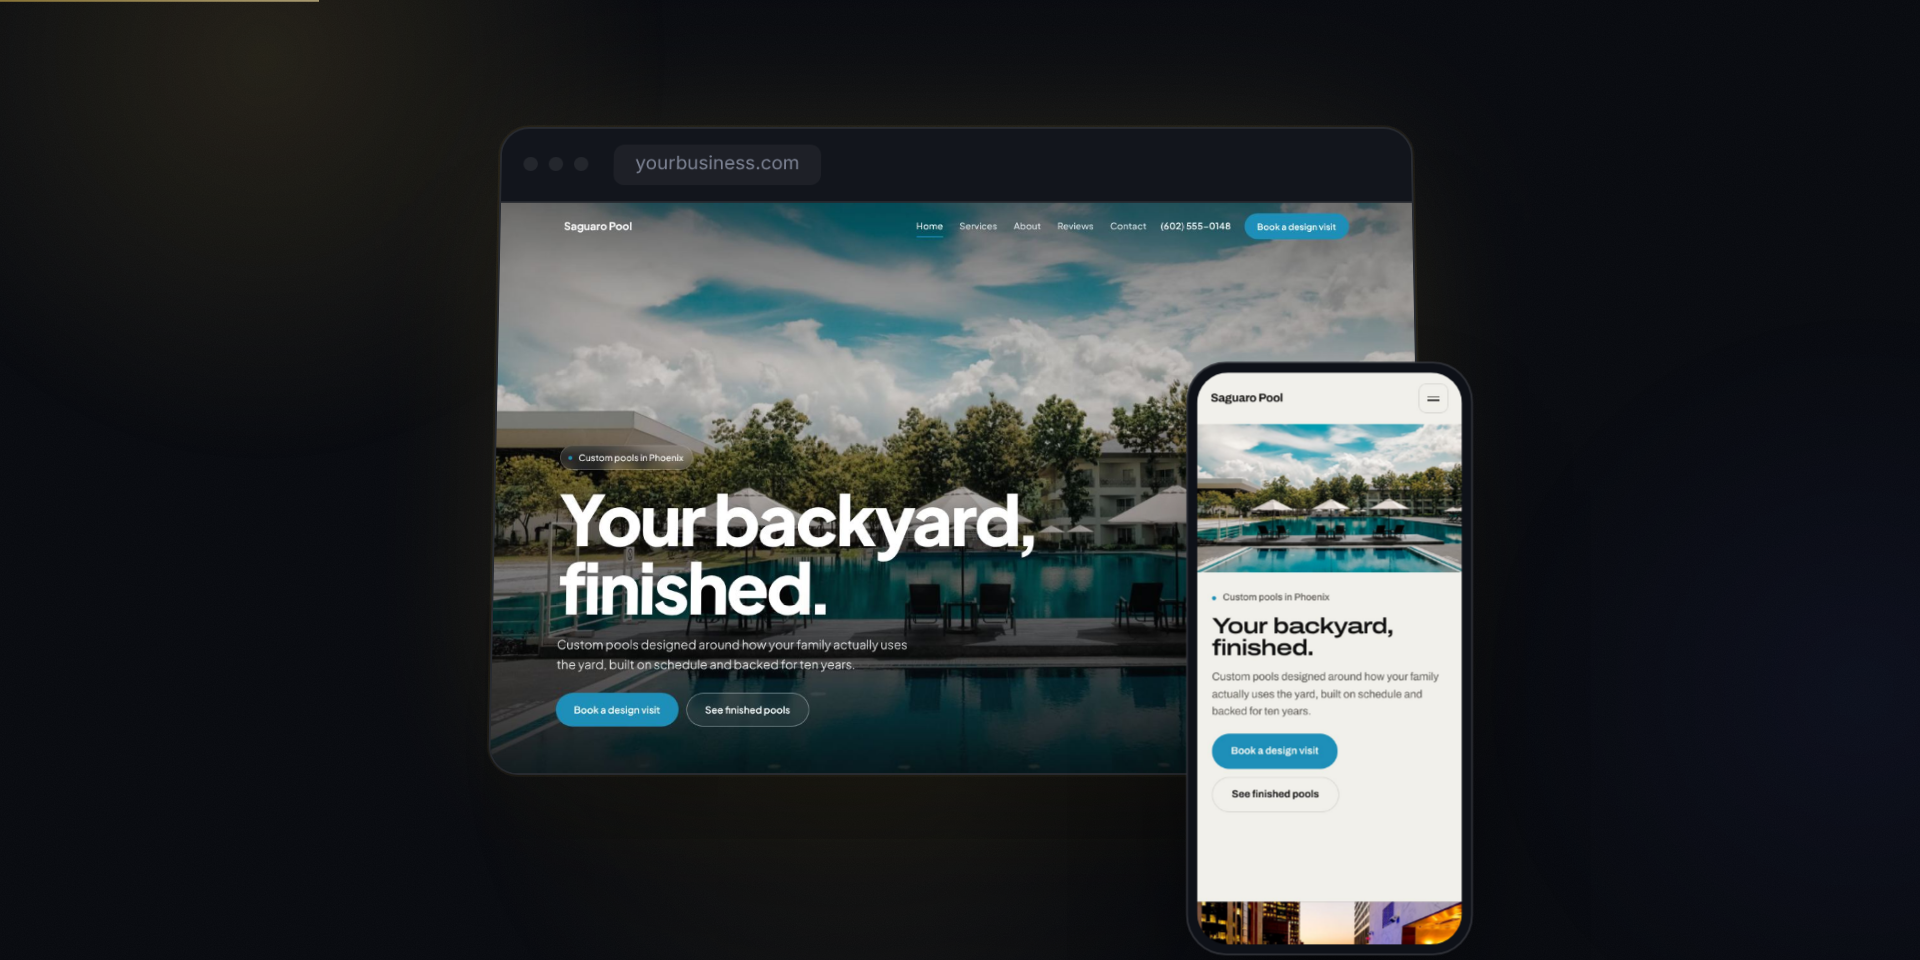 yourbusiness.com
Saguaro Pool
Home Services About Reviews Contact (602) 555-0148 Book a design visit
Custom pools in Phoenix
Your backyard,
finished.
Custom pools designed around how your family actually uses
the yard, built on schedule and backed for ten years.
Book a design visit See finished pools
Saguaro Pool
Custom pools in Phoenix
Your backyard,
finished.
Custom pools designed around how your family
actually uses the yard, built on schedule and
backed for ten years.
Book a design visit
See finished pools